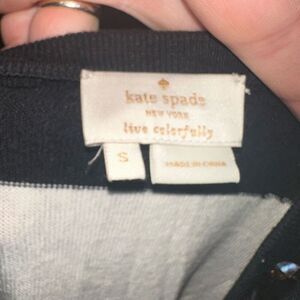 kate spade
NEW YORK
live colorfully
S
MADE IN CHINA